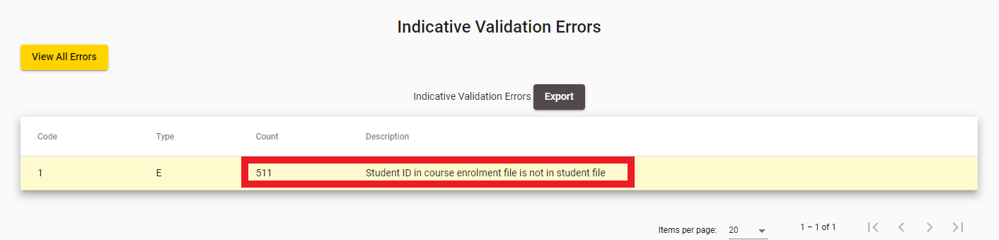 Indicative Validation Errors
View All Errors
Indicative Validation Errors Export
Code Type Count Description
1 E 511 Student ID in course enrolment file is not in student file
Items per page: 20 1 – 1 of 1